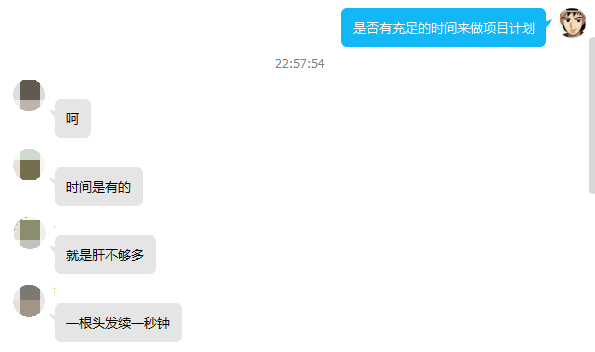 是否有充足的时间来做项目计划
22:57:54
呵
时间是有的
就是肝不够多
一根头发续一秒钟